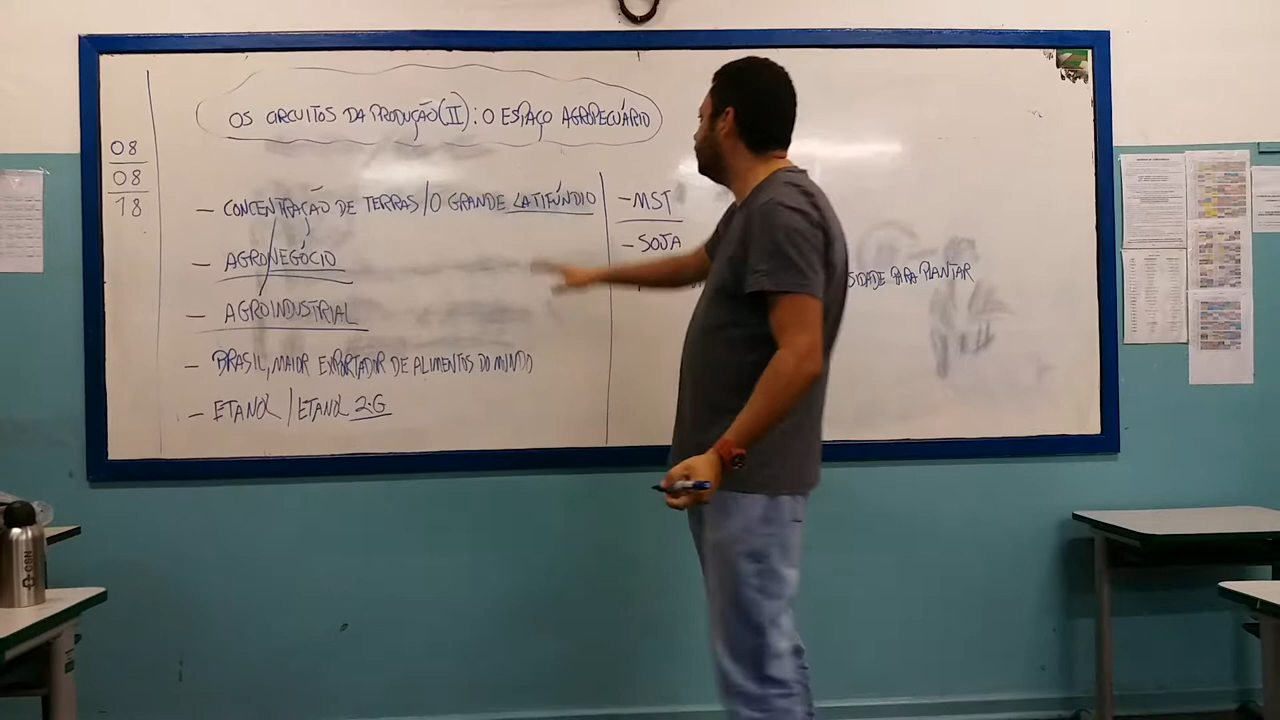 08
08
18
OS CIRCUITOS DA PRODUÇÃO (II): O ESPAÇO AGROPECUÁRIO
— CONCENTRAÇÃO DE TERRAS/O GRANDE LATIFÚNDIO
— AGRONEGÓCIO
— AGROINDUSTRIAL
— BRASIL, MAIOR EXPORTADOR DE ALIMENTOS DO MUNDO
— ETANOL / ETANOL 2.G
— MST
— SOJA
SIDADE PARA PLANTAR